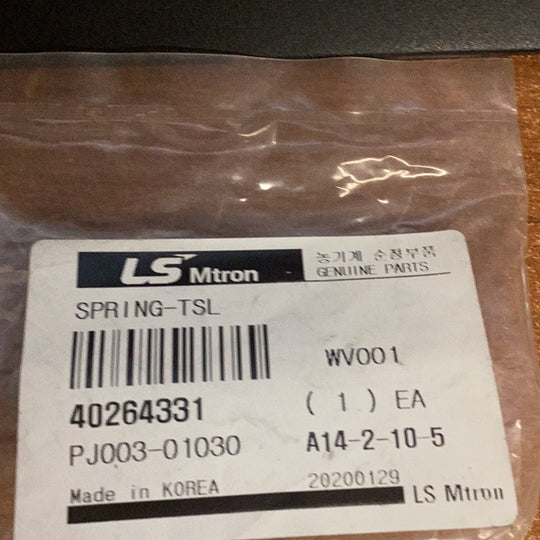 LS Mtron
농기계 순정부품
GENUINE PARTS
SPRING-TSL
WV001
40264331
( 1 ) EA
PJ003-01030
A14-2-10-5
Made in KOREA
20200129
LS Mtron